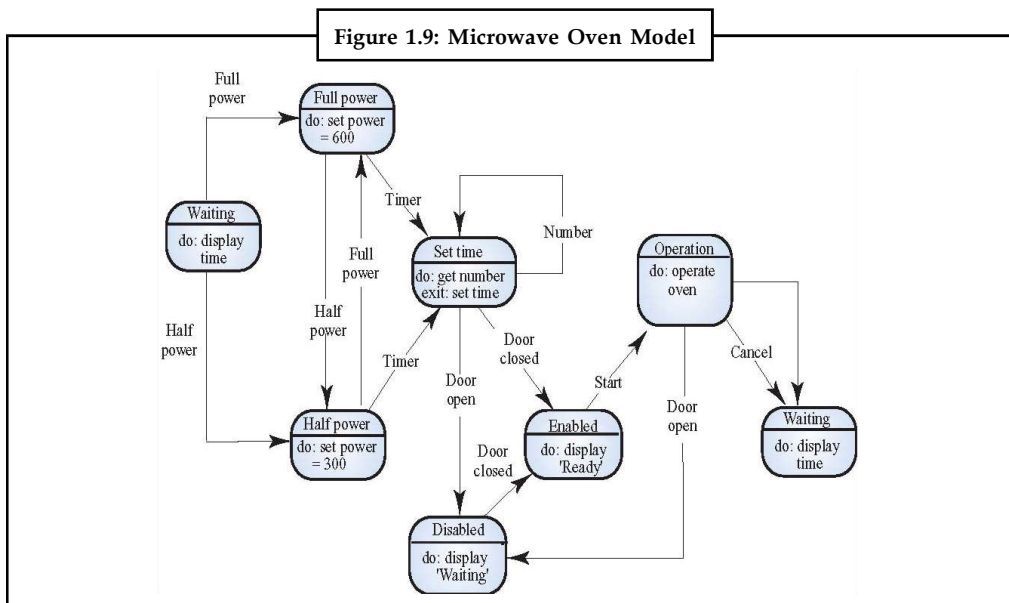 Figure 1.9: Microwave Oven Model
Full
power
Full power
do: set power
= 600
Timer
Waiting
do: display
time
Full
power
Number
Set time
do: get number
exit: set time
Operation
do: operate
oven
Half
power
Half
power
Timer
Door
closed
Door
open
Start
Cancel
Door
open
Half power
do: set power
= 300
Enabled
do: display
'Ready'
Waiting
do: display
time
Door
closed
Disabled
do: display
'Waiting'